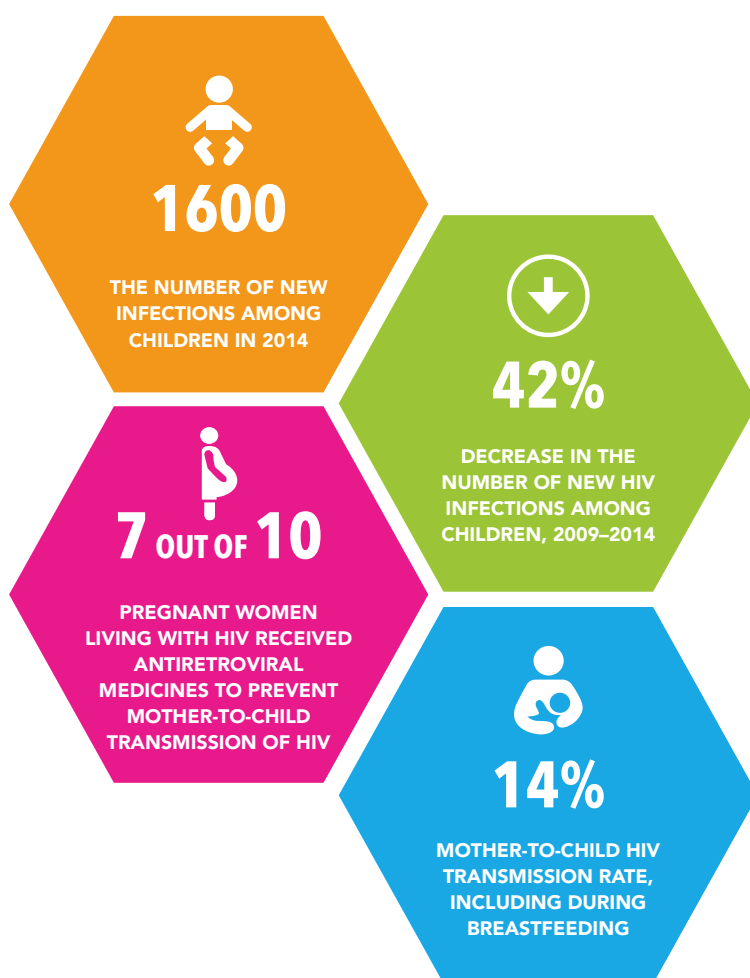 1600
THE NUMBER OF NEW
INFECTIONS AMONG
CHILDREN IN 2014
42%
DECREASE IN THE
NUMBER OF NEW HIV
INFECTIONS AMONG
CHILDREN, 2009–2014
7 OUT OF 10
PREGNANT WOMEN
LIVING WITH HIV RECEIVED
ANTIRETROVIRAL
MEDICINES TO PREVENT
MOTHER-TO-CHILD
TRANSMISSION OF HIV
14%
MOTHER-TO-CHILD HIV
TRANSMISSION RATE,
INCLUDING DURING
BREASTFEEDING